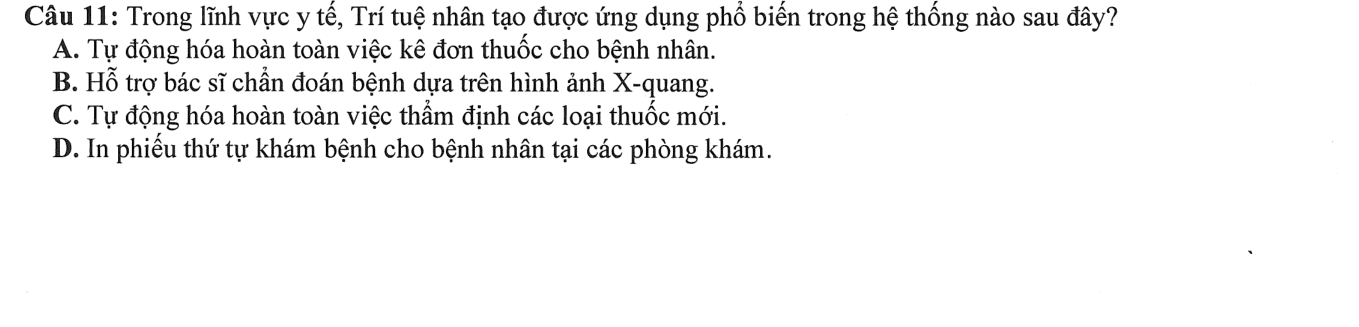 Câu 11: Trong lĩnh vực y tế, Trí tuệ nhân tạo được ứng dụng phổ biến trong hệ thống nào sau đây?
A. Tự động hóa hoàn toàn việc kê đơn thuốc cho bệnh nhân.
B. Hỗ trợ bác sĩ chẩn đoán bệnh dựa trên hình ảnh X-quang.
C. Tự động hóa hoàn toàn việc thẩm định các loại thuốc mới.
D. In phiếu thứ tự khám bệnh cho bệnh nhân tại các phòng khám.